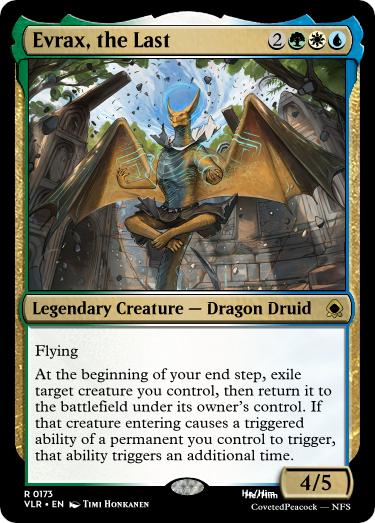 Evrax, the Last 2
Legendary Creature — Dragon Druid
Flying
At the beginning of your end step, exile
target creature you control, then return it to
the battlefield under its owner's control. If
that creature entering causes a triggered
ability of a permanent you control to trigger,
that ability triggers an additional time.
4/5
R 0173
VLR • EN Timi Honkanen
He/Him
CovetedPeacock — NFS